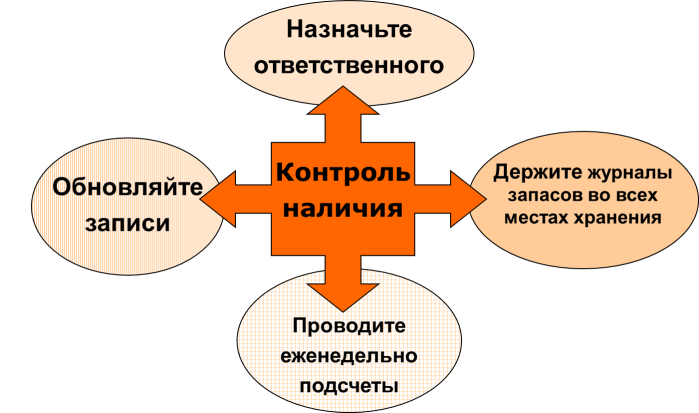 Назначьте
ответственного
Контроль
наличия
Обновляйте
записи
Держите журналы
запасов во всех
местах хранения
Проводите
еженедельно
подсчеты